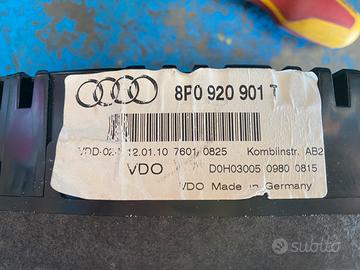 8P0 920 901 T
VDD-02- 12.01.10 7601 0825 Kombiinstr. AB2
VDO D0H03005 0980 0815
VDO Made in Germany
subito